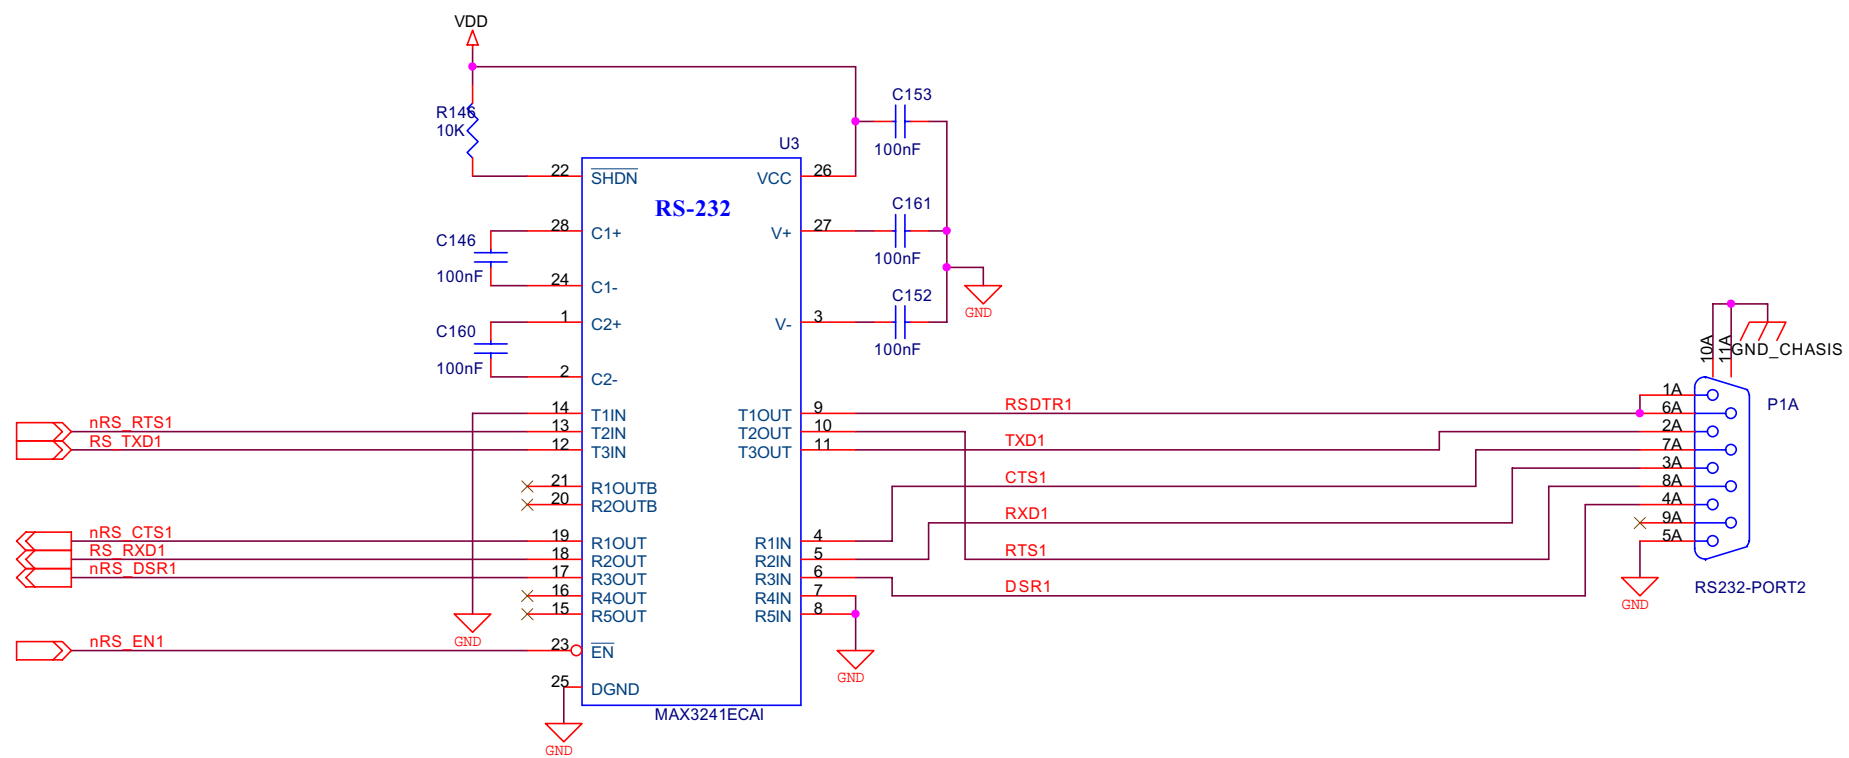 VDD
C153
100nF
R146
10K
U3
22
SHDN
VCC
26
RS-232
C161
100nF
28
C1+
V+
27
C146
100nF
24
C1-
GND
C152
100nF
1
C2+
V-
3
C160
100nF
2
C2-
10A
11A
GND_CHASIS
14
T1IN
T1OUT
9
RSDTR1
1A
6A
P1A
nRS_RTS1
13
T2IN
T2OUT
10
2A
RS_TXD1
12
T3IN
T3OUT
11
TXD1
7A
3A
21
R1OUTB
CTS1
8A
20
R2OUTB
4A
RXD1
9A
nRS_CTS1
19
R1OUT
R1IN
4
5A
RS_RXD1
18
R2OUT
R2IN
5
RTS1
nRS_DSR1
17
R3OUT
R3IN
6
DSR1
RS232-PORT2
16
R4OUT
R4IN
7
GND
15
R5OUT
R5IN
8
GND
nRS_EN1
23
EN
GND
25
DGND
MAX3241ECAI
GND